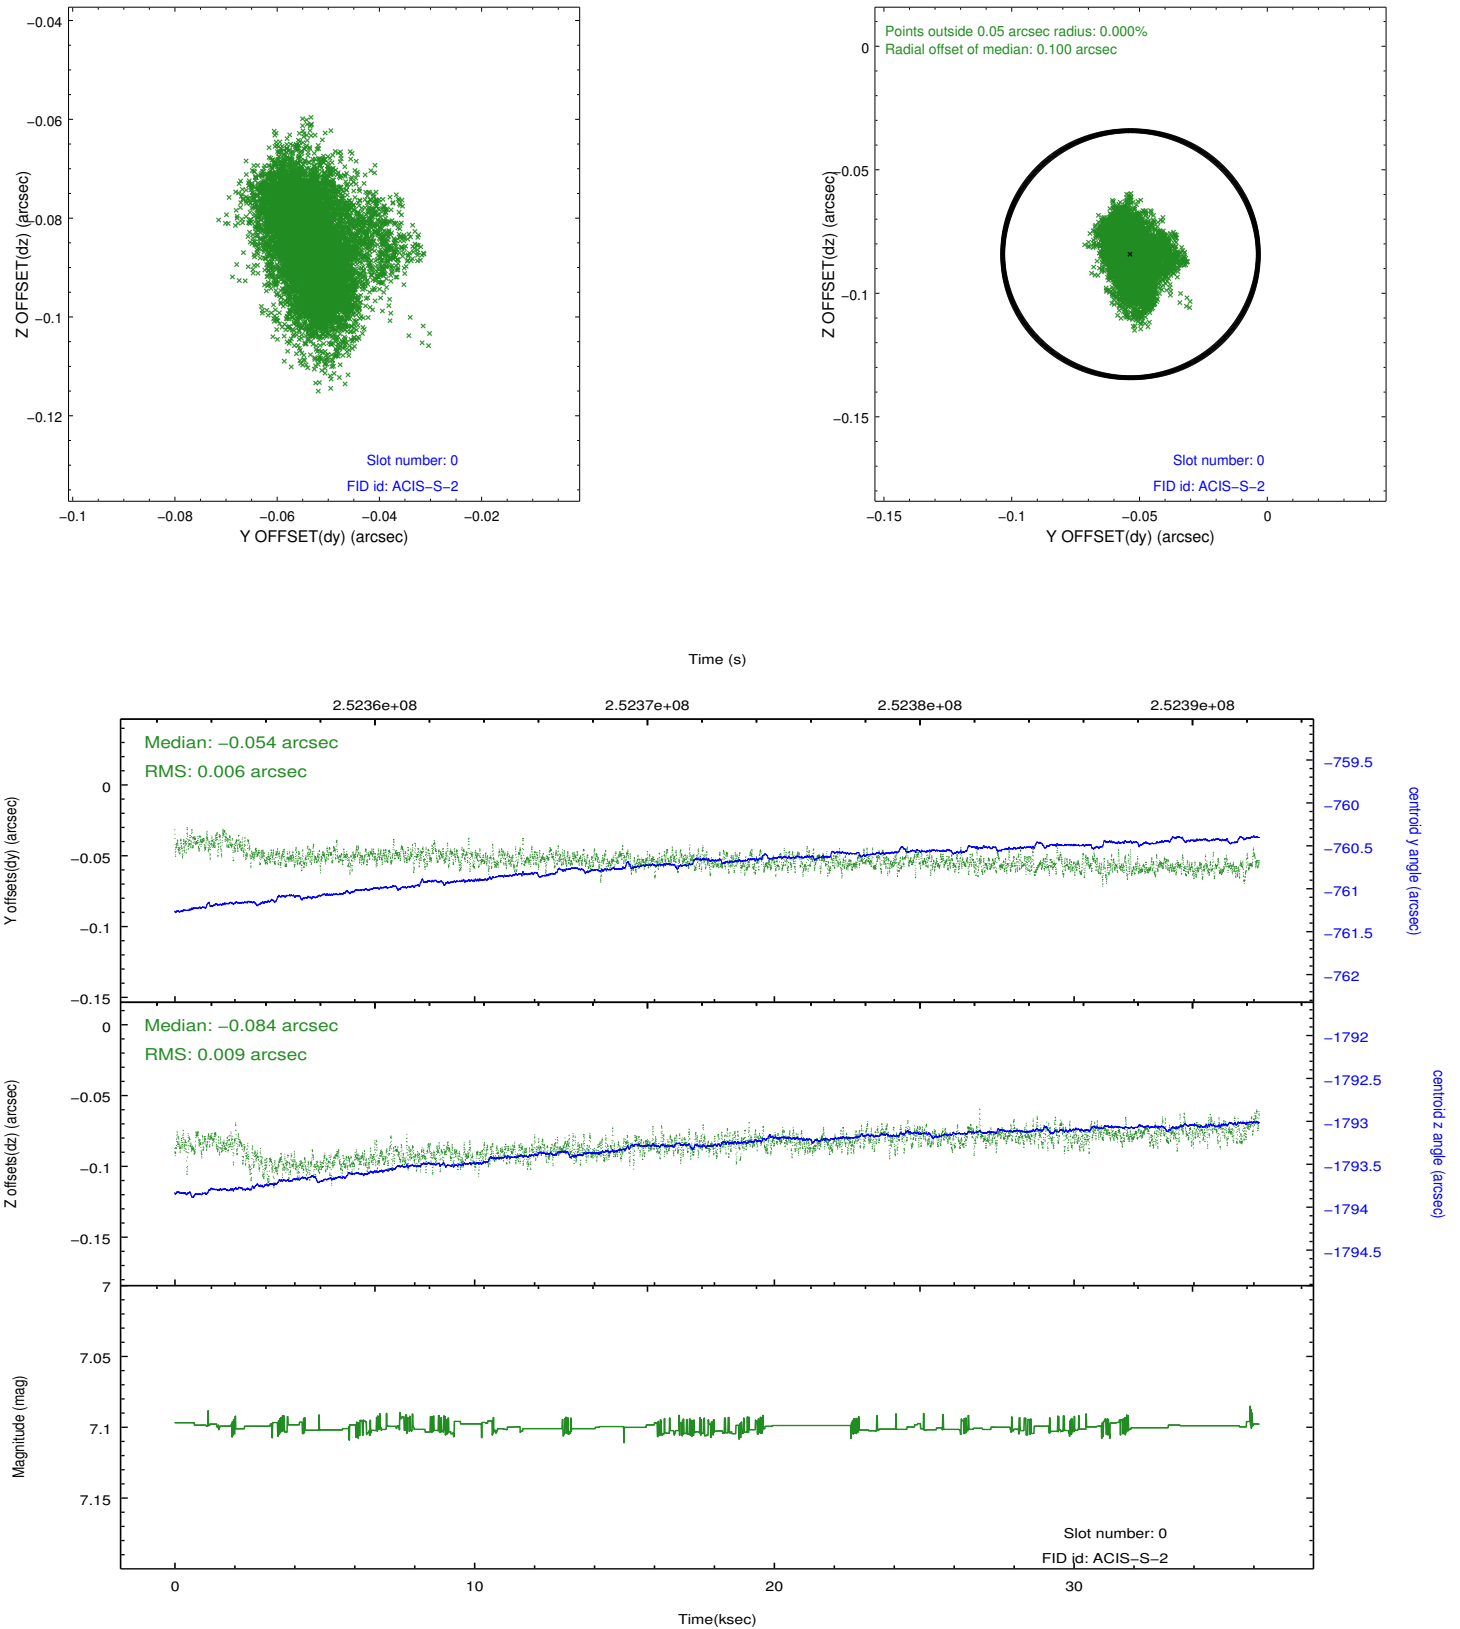 −0.04
−0.06
−0.08
−0.1
−0.12
Z OFFSET(dz) (arcsec)
Slot number: 0
FID id: ACIS−S−2
−0.1 −0.08 −0.06 −0.04 −0.02
Y OFFSET(dy) (arcsec)
Points outside 0.05 arcsec radius: 0.000%
Radial offset of median: 0.100 arcsec
0
−0.05
−0.1
−0.15
Z OFFSET(dz) (arcsec)
Slot number: 0
FID id: ACIS−S−2
−0.15 −0.1 −0.05 0
Y OFFSET(dy) (arcsec)
Time (s)
2.5236e+08 2.5237e+08 2.5238e+08 2.5239e+08
Median: −0.054 arcsec
RMS: 0.006 arcsec
0
−0.05
−0.1
−0.15
Y offsets(dy) (arcsec)
−759.5
−760
−760.5
−761
−761.5
−762
centroid y angle (arcsec)
Median: −0.084 arcsec
RMS: 0.009 arcsec
0
−0.05
−0.1
−0.15
Z offsets(dz) (arcsec)
−1792
−1792.5
−1793
−1793.5
−1794
−1794.5
centroid z angle (arcsec)
7
7.05
7.1
7.15
Magnitude (mag)
Slot number: 0
FID id: ACIS−S−2
0 10 20 30
Time(ksec)